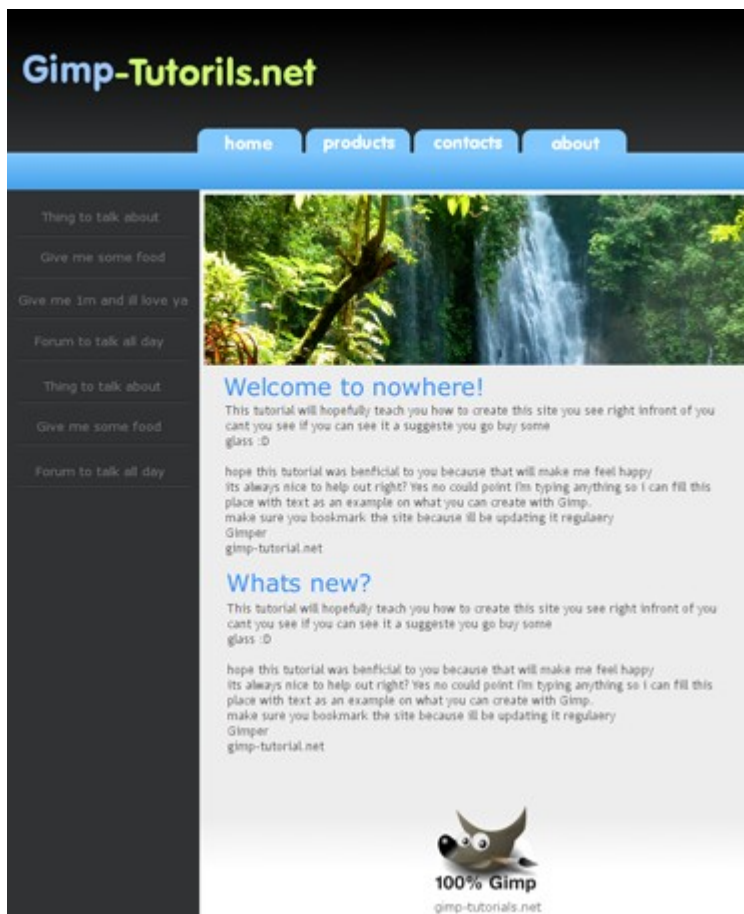 Gimp-Tutorils.net
home products contacts about
Thing to talk about
Give me some food
Give me 1m and ill love ya
Forum to talk all day
Thing to talk about
Give me some food
Forum to talk all day
Welcome to nowhere!
This tutorial will hopefully teach you how to create this site you see right infront of you
cant you see if you can see it a suggeste you go buy some
glass :D
hope this tutorial was benficial to you because that will make me feel happy
its always nice to help out right? Yes no could point i'm typing anything so i can fill this
place with text as an example on what you can create with Gimp.
make sure you bookmark the site because ill be updating it regulaery
Gimper
gimp-tutorial.net
Whats new?
This tutorial will hopefully teach you how to create this site you see right infront of you
cant you see if you can see it a suggeste you go buy some
glass :D
hope this tutorial was benficial to you because that will make me feel happy
its always nice to help out right? Yes no could point i'm typing anything so i can fill this
place with text as an example on what you can create with Gimp.
make sure you bookmark the site because ill be updating it regulaery
Gimper
gimp-tutorial.net
100% Gimp
gimp-tutorials.net